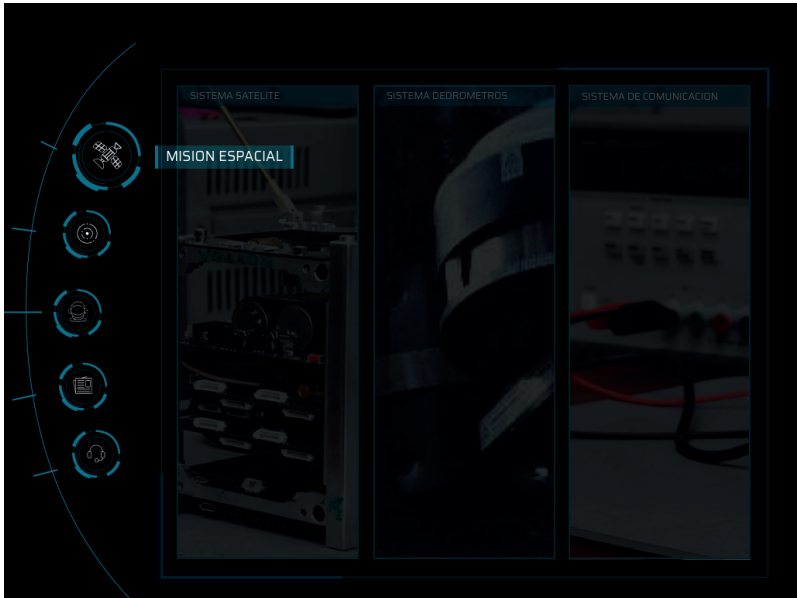 SISTEMA SATELITE
SISTEMA DEDROMETROS
SISTEMA DE COMUNICACION
MISION ESPACIAL